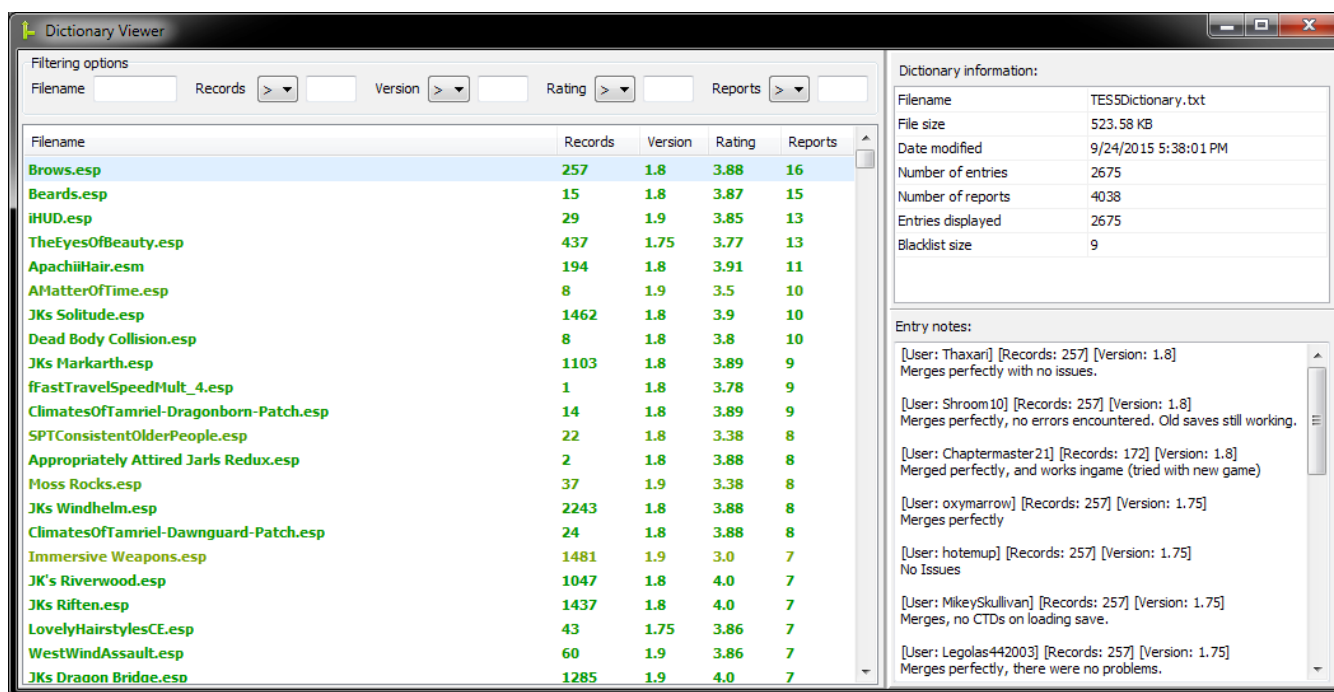 Dictionary Viewer
Filtering options
Filename Records > Version > Rating > Reports >
Filename Records Version Rating Reports
Brows.esp 257 1.8 3.88 16
Beards.esp 15 1.8 3.87 15
iHUD.esp 29 1.9 3.85 13
TheEyesOfBeauty.esp 437 1.75 3.77 13
ApachiiHair.esm 194 1.8 3.91 11
AMatterOfTime.esp 8 1.9 3.5 10
JKs Solitude.esp 1462 1.8 3.9 10
Dead Body Collision.esp 8 1.8 3.8 10
JKs Markarth.esp 1103 1.8 3.89 9
fFastTravelSpeedMult_4.esp 1 1.8 3.78 9
ClimatesOfTamriel-Dragonborn-Patch.esp 14 1.8 3.89 9
SPTConsistentOlderPeople.esp 22 1.8 3.38 8
Appropriately Attired Jarls Redux.esp 2 1.8 3.88 8
Moss Rocks.esp 37 1.9 3.38 8
JKs Windhelm.esp 2243 1.8 3.88 8
ClimatesOfTamriel-Dawnguard-Patch.esp 24 1.8 3.88 8
Immersive Weapons.esp 1481 1.9 3.0 7
JK's Riverwood.esp 1047 1.8 4.0 7
JKs Riften.esp 1437 1.8 4.0 7
LovelyHairstylesCE.esp 43 1.75 3.86 7
WestWindAssault.esp 60 1.9 3.86 7
JKs Dragon Bridge.esp 1285 1.9 4.0 7
Dictionary information:
Filename TES5Dictionary.txt
File size 523.58 KB
Date modified 9/24/2015 5:38:01 PM
Number of entries 2675
Number of reports 4038
Entries displayed 2675
Blacklist size 9
Entry notes:
[User: Thaxari] [Records: 257] [Version: 1.8]
Merges perfectly with no issues.
[User: Shroom10] [Records: 257] [Version: 1.8]
Merges perfectly, no errors encountered. Old saves still working.
[User: Chaptermaster21] [Records: 172] [Version: 1.8]
Merged perfectly, and works ingame (tried with new game)
[User: oxymarrow] [Records: 257] [Version: 1.75]
Merges perfectly
[User: hotemup] [Records: 257] [Version: 1.75]
No Issues
[User: MikeySkullivan] [Records: 257] [Version: 1.75]
Merges, no CTDs on loading save.
[User: Legolas442003] [Records: 257] [Version: 1.75]
Merges perfectly, there were no problems.